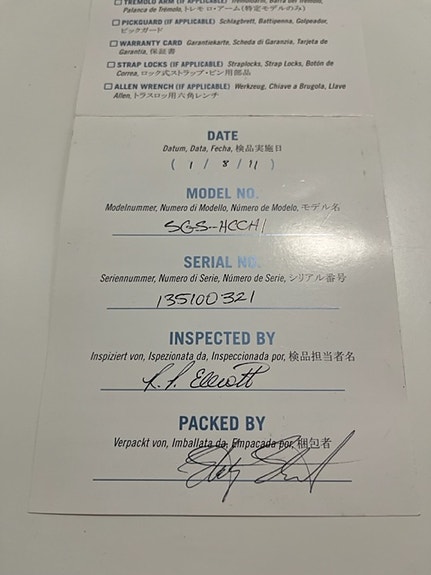 ☐ TREMOLO ARM (IF APPLICABLE) Tremoloarm, Barra del Tremolo,
Palanca de Trémolo, トレモロ・アーム(特定モデルのみ)
☐ PICKGUARD (IF APPLICABLE) Schlagbrett, Battipenna, Golpeador,
ピックガード
☐ WARRANTY CARD Garantiekarte, Scheda di Garanzia, Tarjeta de
Garantía, 保証書
☐ STRAP LOCKS (IF APPLICABLE) Straplocks, Strap Locks, Botón de
Correa, ロック式ストラップ・ピン用部品
☐ ALLEN WRENCH (IF APPLICABLE) Werkzeug, Chiave a Brugola, Llave
Allen, トラスロッド用六角レンチ
DATE
Datum, Data, Fecha, 検品実施日
( 1 / 8 / 11 )
MODEL NO.
Modelnummer, Numero di Modello, Número de Modelo, モデル名
SGS-HCCH1
SERIAL NO.
Seriennummer, Numero di Serie, Número de Serie, シリアル番号
135100321
INSPECTED BY
Inspiziert von, Ispezionata da, Inspeccionada por, 検品担当者名
R. P. Elliott
PACKED BY
Verpackt von, Imballata da, Empacada por, 梱包者